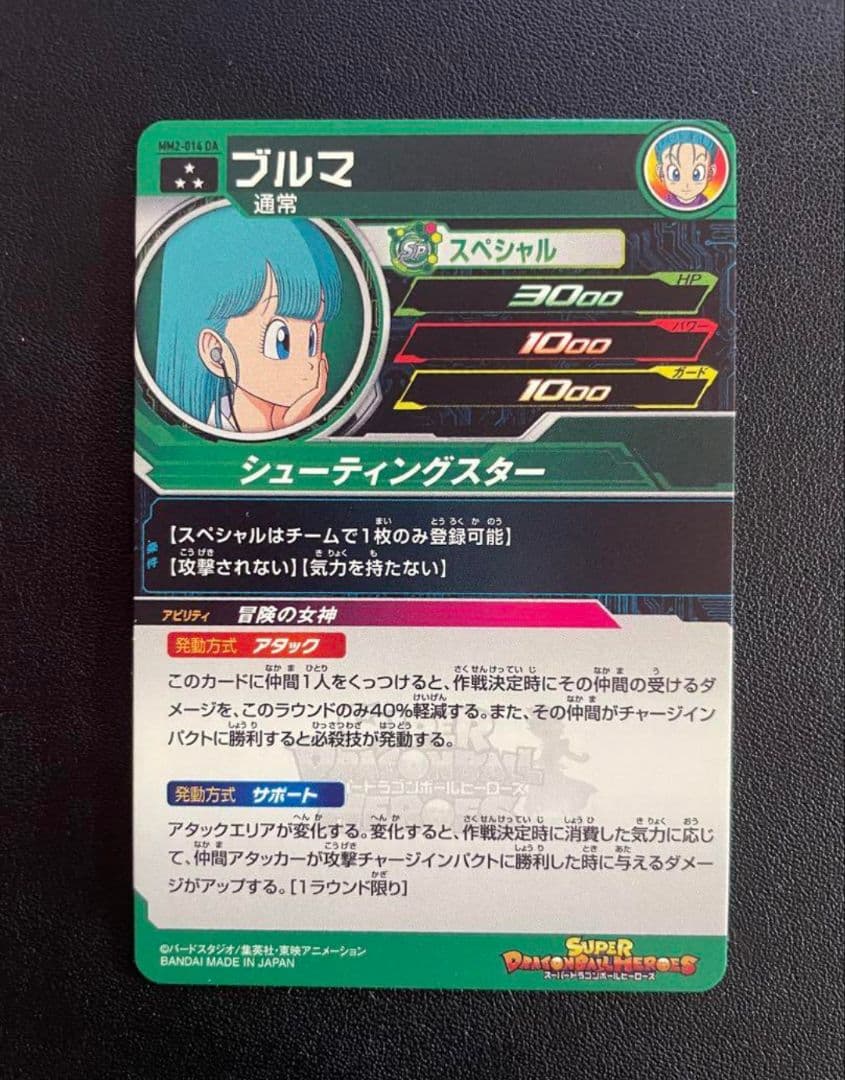 MM2-014 DA
ブルマ
通常
SP スペシャル
HP
3000
パワー
1000
ガード
1000
シューティングスター
条件
【スペシャルはチームで1枚のみ登録可能】
【攻撃されない】【気力を持たない】
アビリティ 冒険の女神
発動方式 アタック
このカードに仲間1人をくっつけると、作戦決定時にその仲間の受けるダ
メージを、このラウンドのみ40%軽減する。また、その仲間がチャージイン
パクトに勝利すると必殺技が発動する。
発動方式 サポート
アタックエリアが変化する。変化すると、作戦決定時に消費した気力に応じ
て、仲間アタッカーが攻撃チャージインパクトに勝利した時に与えるダメー
ジがアップする。[1ラウンド限り]
©バードスタジオ/集英社・東映アニメーション
BANDAI MADE IN JAPAN
SUPER
DRAGONBALL HEROES
スーパードラゴンボールヒーローズ